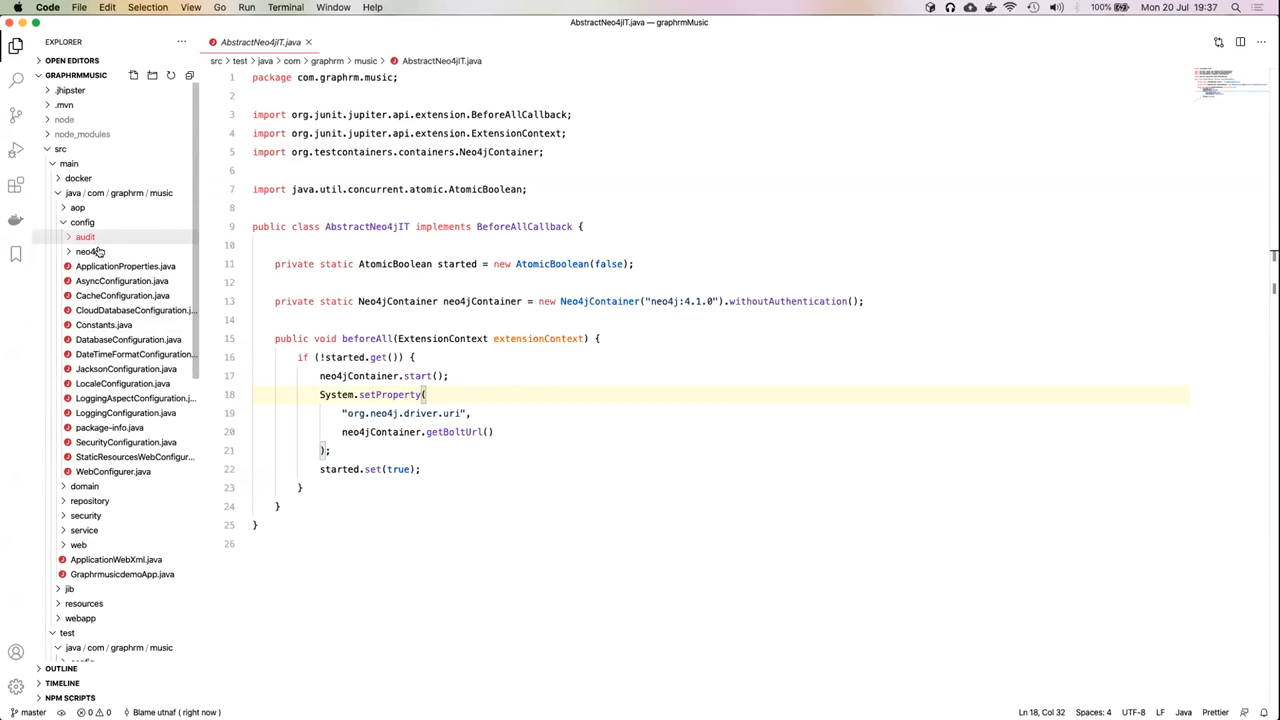 Code File Edit Selection View Go Run Terminal Window Help 100% Mon 20 Jul 19:37
AbstractNeo4jIT.java — graphrmMusic
EXPLORER
OPEN EDITORS
GRAPHRMMUSIC
.jhipster
.mvn
node
node_modules
src
main
docker
java / com / graphrm / music
aop
config
audit
neo4j
ApplicationProperties.java
AsyncConfiguration.java
CacheConfiguration.java
CloudDatabaseConfiguration.j...
Constants.java
DatabaseConfiguration.java
DateTimeFormatConfiguration...
JacksonConfiguration.java
LocaleConfiguration.java
LoggingAspectConfiguration.j...
LoggingConfiguration.java
package-info.java
SecurityConfiguration.java
StaticResourcesWebConfigur...
WebConfigurer.java
domain
repository
security
service
web
ApplicationWebXml.java
GraphrmusicdemoApp.java
jib
resources
webapp
test
java / com / graphrm / music
config
OUTLINE
TIMELINE
NPM SCRIPTS
AbstractNeo4jIT.java
src > test > java > com > graphrm > music > AbstractNeo4jIT.java
1 package com.graphrm.music;
2
3 import org.junit.jupiter.api.extension.BeforeAllCallback;
4 import org.junit.jupiter.api.extension.ExtensionContext;
5 import org.testcontainers.containers.Neo4jContainer;
6
7 import java.util.concurrent.atomic.AtomicBoolean;
8
9 public class AbstractNeo4jIT implements BeforeAllCallback {
10
11 private static AtomicBoolean started = new AtomicBoolean(false);
12
13 private static Neo4jContainer neo4jContainer = new Neo4jContainer("neo4j:4.1.0").withoutAuthentication();
14
15 public void beforeAll(ExtensionContext extensionContext) {
16 if (!started.get()) {
17 neo4jContainer.start();
18 System.setProperty(
19 "org.neo4j.driver.uri",
20 neo4jContainer.getBoltUrl()
21 );
22 started.set(true);
23 }
24 }
25 }
26
master 0 0 Blame utnaf ( right now ) Ln 18, Col 32 Spaces: 4 UTF-8 LF Java Prettier